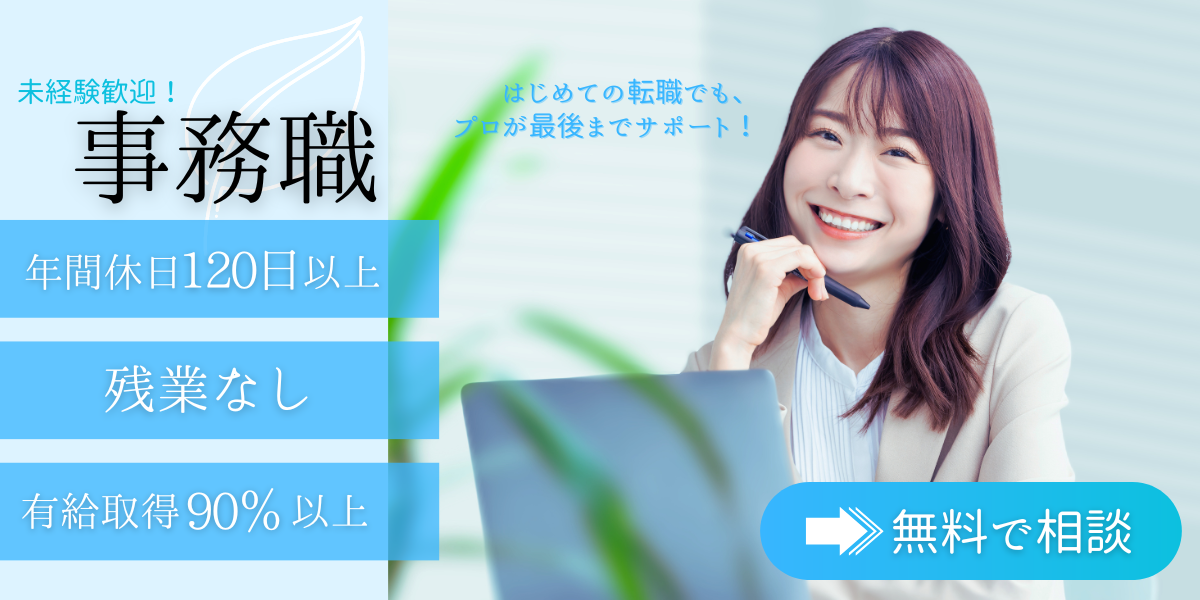 未経験歓迎！
事務職
年間休日120日以上
残業なし
有給取得90%以上
はじめての転職でも、
プロが最後までサポート！
無料で相談